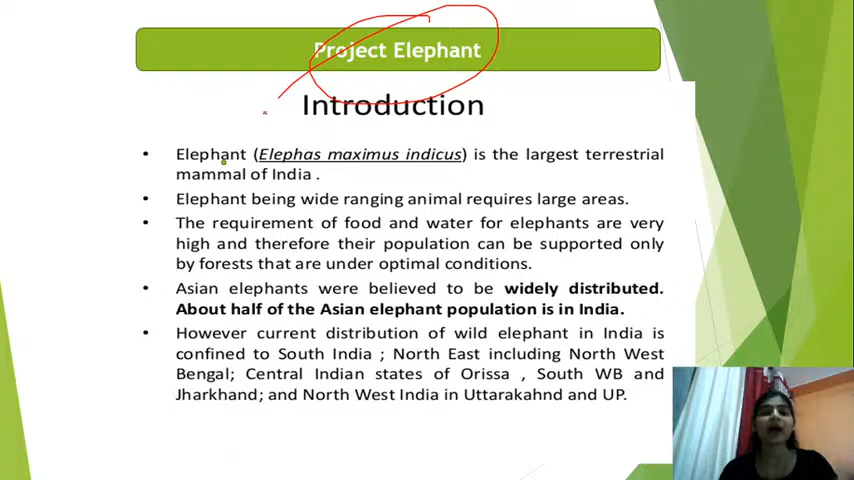 Project Elephant
Introduction
• Elephant (Elephas maximus indicus) is the largest terrestrial
mammal of India .
• Elephant being wide ranging animal requires large areas.
• The requirement of food and water for elephants are very
high and therefore their population can be supported only
by forests that are under optimal conditions.
• Asian elephants were believed to be widely distributed.
About half of the Asian elephant population is in India.
• However current distribution of wild elephant in India is
confined to South India ; North East including North West
Bengal; Central Indian states of Orissa , South WB and
Jharkhand; and North West India in Uttarakahnd and UP.